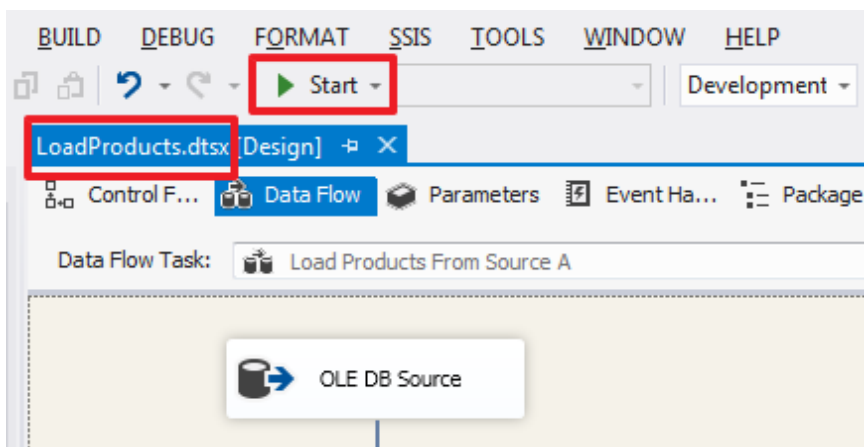 BUILD DEBUG FORMAT SSIS TOOLS WINDOW HELP
Start Development
LoadProducts.dtsx [Design]
Control F... Data Flow Parameters Event Ha... Package
Data Flow Task: Load Products From Source A
OLE DB Source